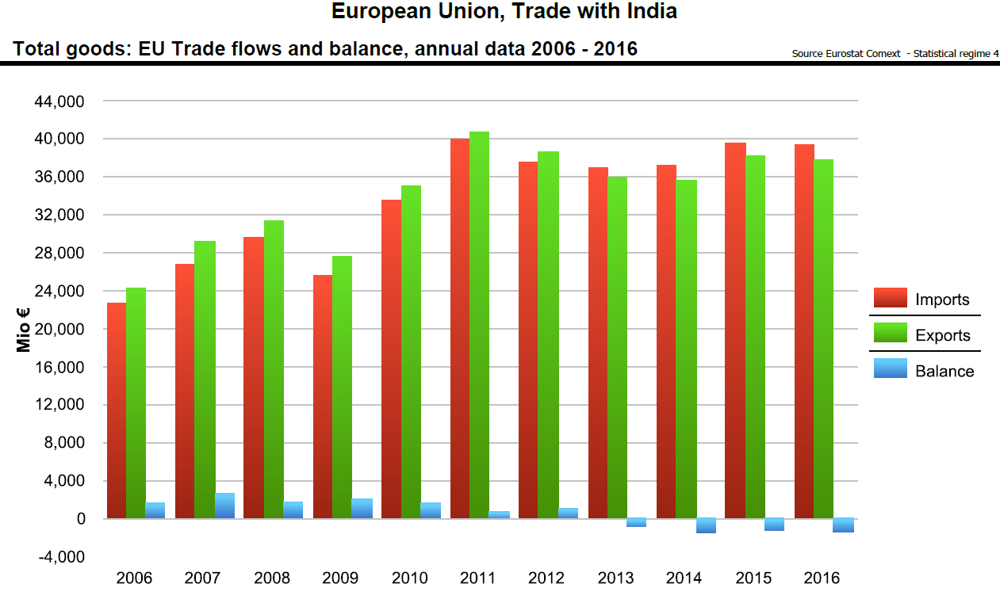 European Union, Trade with India
Total goods: EU Trade flows and balance, annual data 2006 - 2016
Source Eurostat Comext - Statistical regime 4
Mio €
44,000
40,000
36,000
32,000
28,000
24,000
20,000
16,000
12,000
8,000
4,000
0
-4,000
2006 2007 2008 2009 2010 2011 2012 2013 2014 2015 2016
Imports
Exports
Balance